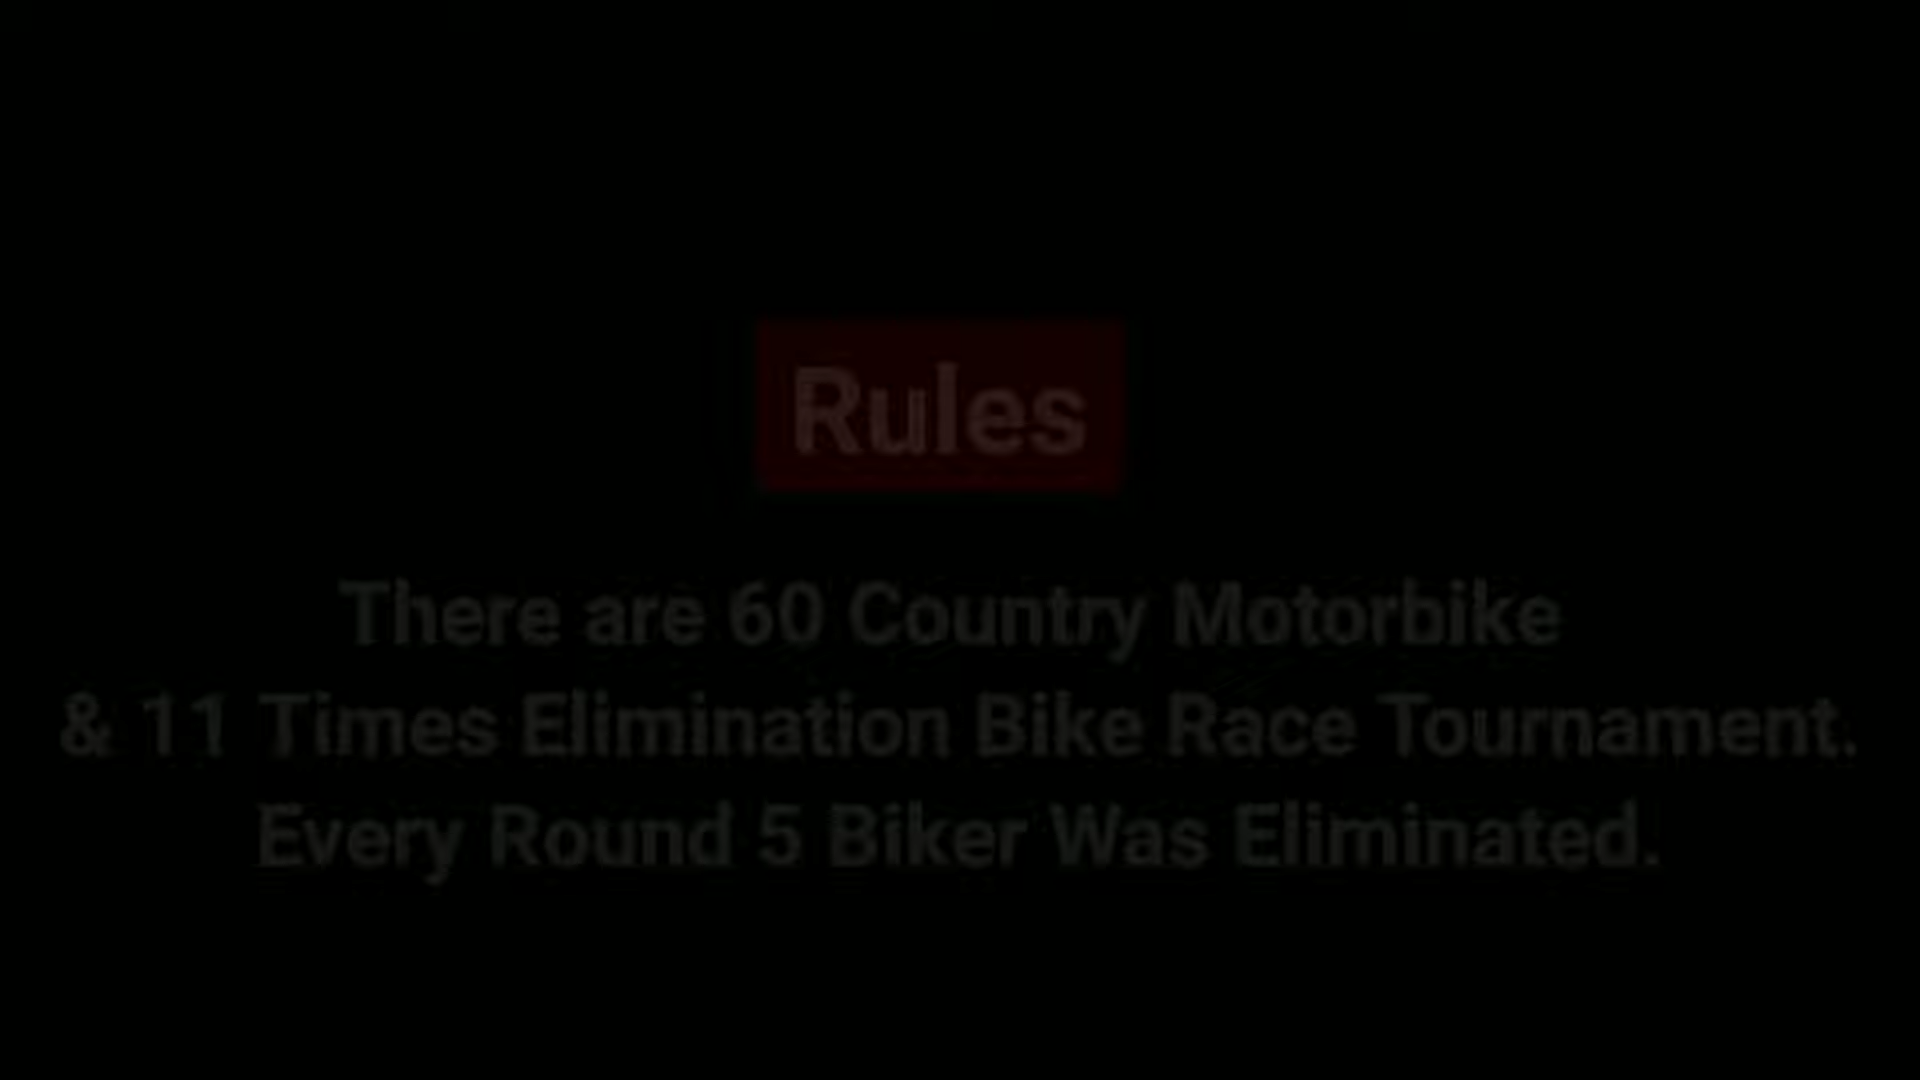 Rules
There are 60 Country Motorbike
& 11 Times Elimination Bike Race Tournament.
Every Round 5 Biker Was Eliminated.